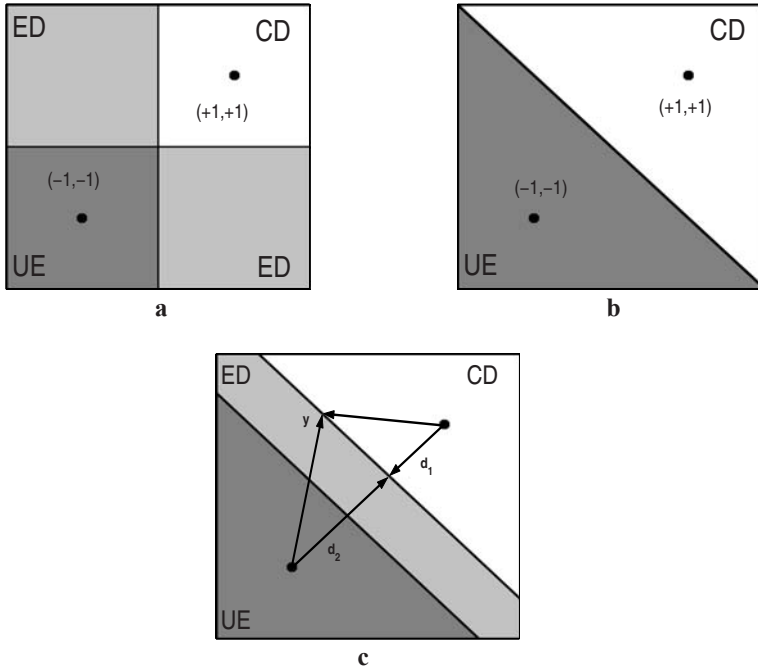 ED
CD
(+1,+1)
(−1,−1)
UE
ED
a
CD
(+1,+1)
(−1,−1)
UE
b
ED
CD
y
d1
d2
UE
c